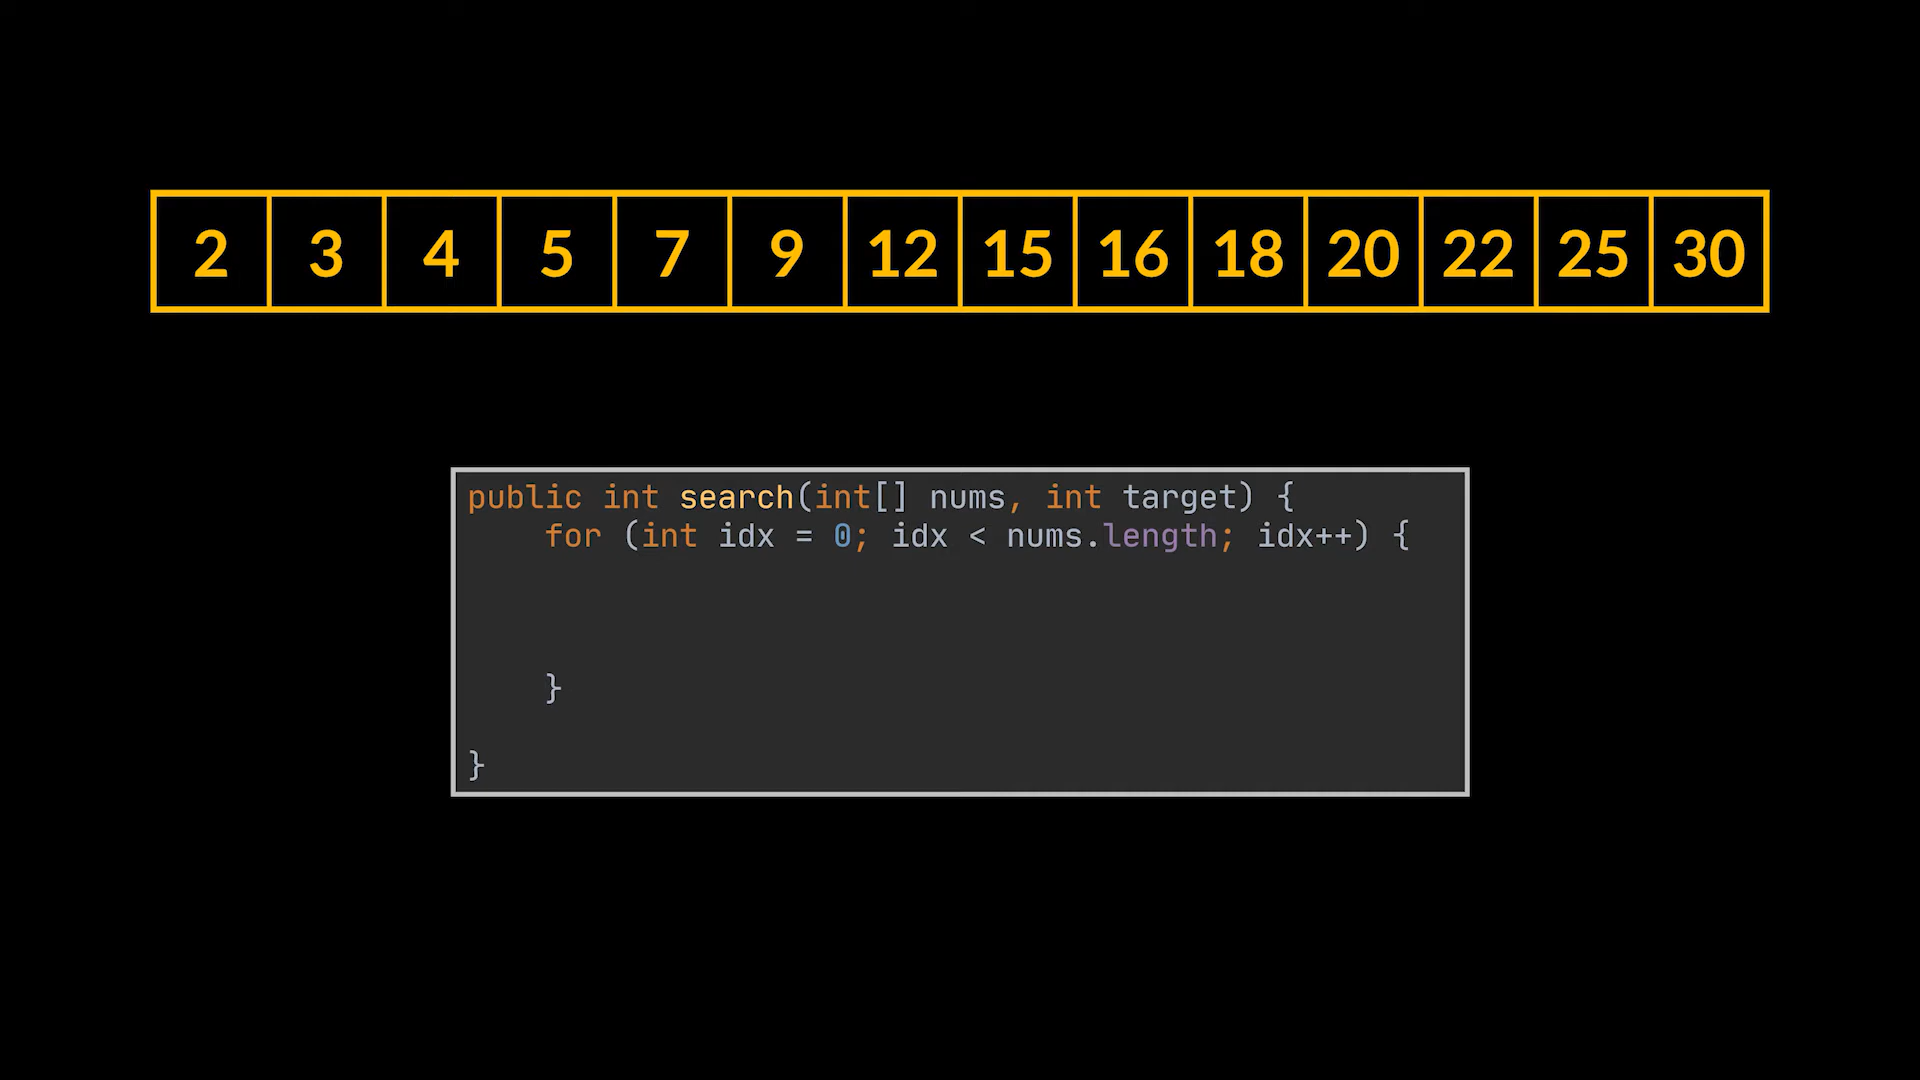 2 3 4 5 7 9 12 15 16 18 20 22 25 30
public int search(int[] nums, int target) {
    for (int idx = 0; idx < nums.length; idx++) {
    }
}